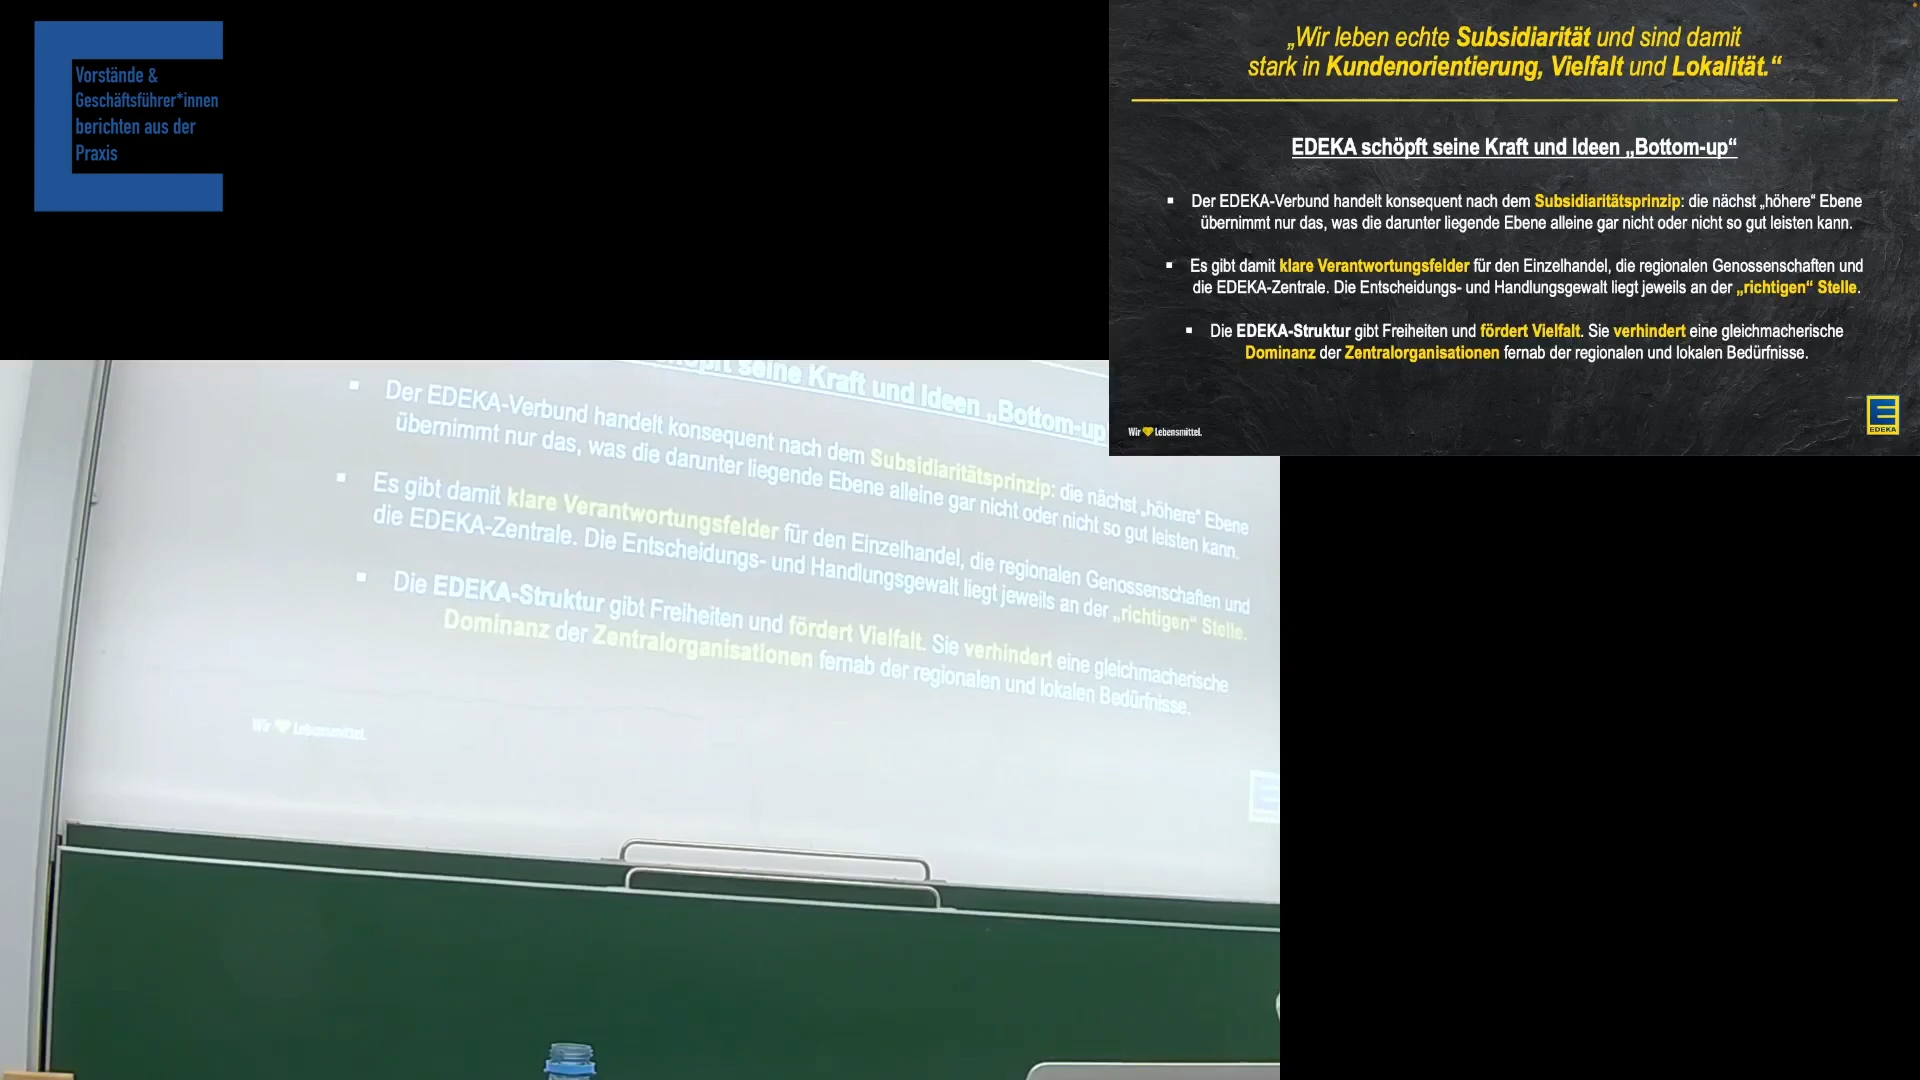 Vorstände &
Geschäftsführer*innen
berichten aus der
Praxis
„Wir leben echte Subsidiarität und sind damit
stark in Kundenorientierung, Vielfalt und Lokalität.“
EDEKA schöpft seine Kraft und Ideen „Bottom-up“
▪ Der EDEKA-Verbund handelt konsequent nach dem Subsidiaritätsprinzip: die nächst „höhere“ Ebene
übernimmt nur das, was die darunter liegende Ebene alleine gar nicht oder nicht so gut leisten kann.
▪ Es gibt damit klare Verantwortungsfelder für den Einzelhandel, die regionalen Genossenschaften und
die EDEKA-Zentrale. Die Entscheidungs- und Handlungsgewalt liegt jeweils an der „richtigen“ Stelle.
▪ Die EDEKA-Struktur gibt Freiheiten und fördert Vielfalt. Sie verhindert eine gleichmacherische
Dominanz der Zentralorganisationen fernab der regionalen und lokalen Bedürfnisse.
Wir Lebensmittel.
EDEKA
schöpft seine Kraft und Ideen „Bottom-up
▪ Der EDEKA-Verbund handelt konsequent nach dem Subsidiaritätsprinzip: die nächst „höhere“ Ebene
übernimmt nur das, was die darunter liegende Ebene alleine gar nicht oder nicht so gut leisten kann.
▪ Es gibt damit klare Verantwortungsfelder für den Einzelhandel, die regionalen Genossenschaften und
die EDEKA-Zentrale. Die Entscheidungs- und Handlungsgewalt liegt jeweils an der „richtigen“ Stelle.
▪ Die EDEKA-Struktur gibt Freiheiten und fördert Vielfalt. Sie verhindert eine gleichmacherische
Dominanz der Zentralorganisationen fernab der regionalen und lokalen Bedürfnisse.
Wir Lebensmittel.